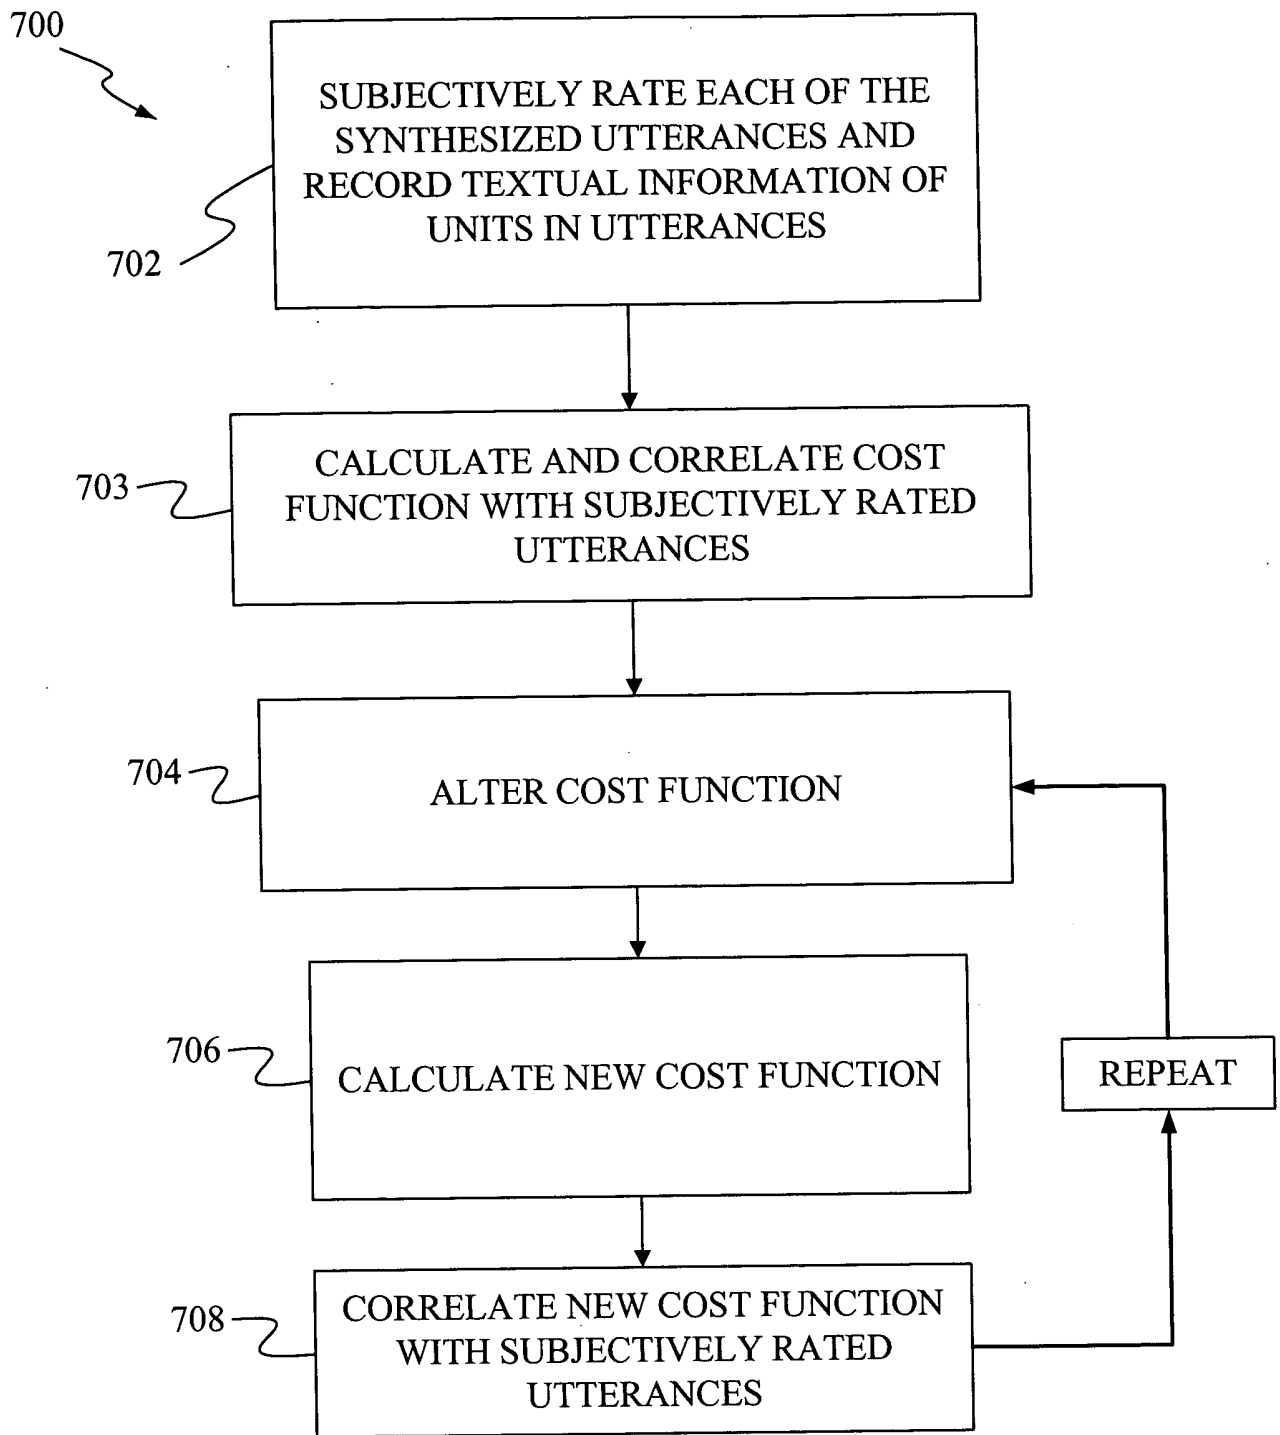 700
SUBJECTIVELY RATE EACH OF THE
SYNTHESIZED UTTERANCES AND
RECORD TEXTUAL INFORMATION OF
UNITS IN UTTERANCES
702
CALCULATE AND CORRELATE COST
FUNCTION WITH SUBJECTIVELY RATED
UTTERANCES
703
ALTER COST FUNCTION
704
CALCULATE NEW COST FUNCTION
706
REPEAT
CORRELATE NEW COST FUNCTION
WITH SUBJECTIVELY RATED
UTTERANCES
708